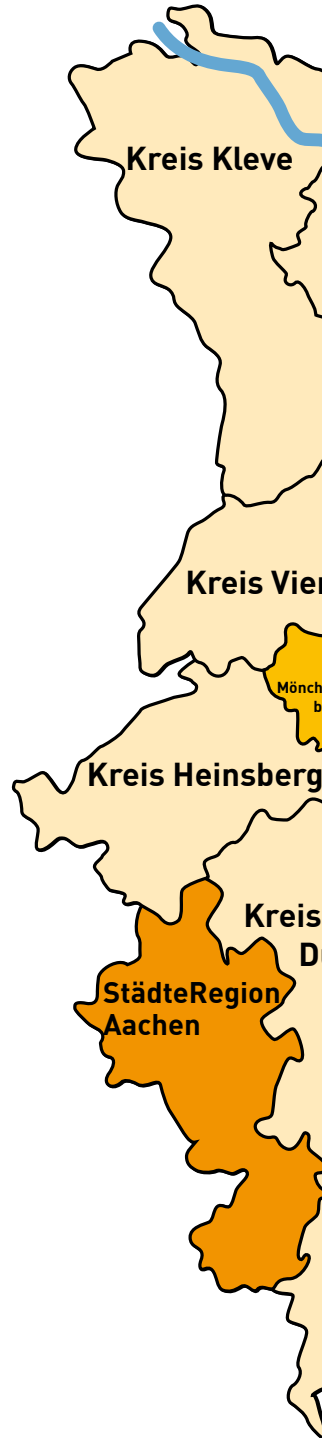 Kreis Kleve
Kreis Vier
Mönch
b
Kreis Heinsberg
Kreis
D
StädteRegion
Aachen